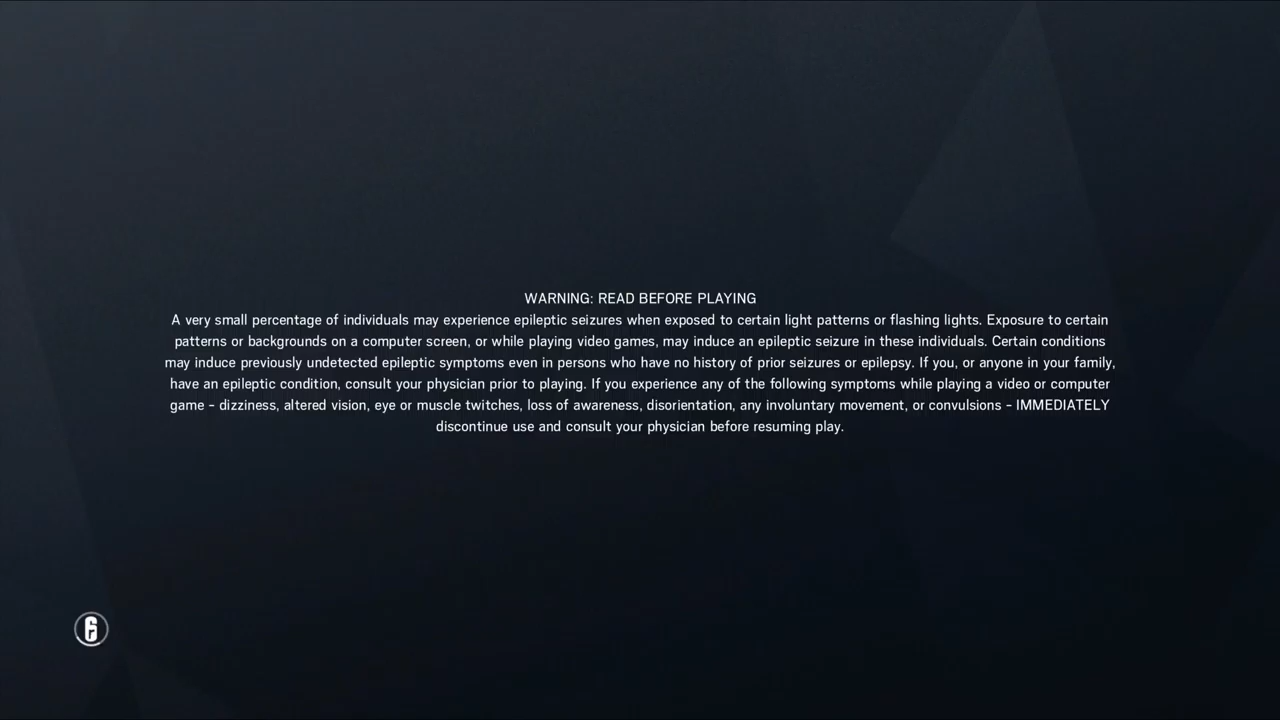 WARNING: READ BEFORE PLAYING
A very small percentage of individuals may experience epileptic seizures when exposed to certain light patterns or flashing lights. Exposure to certain
patterns or backgrounds on a computer screen, or while playing video games, may induce an epileptic seizure in these individuals. Certain conditions
may induce previously undetected epileptic symptoms even in persons who have no history of prior seizures or epilepsy. If you, or anyone in your family,
have an epileptic condition, consult your physician prior to playing. If you experience any of the following symptoms while playing a video or computer
game - dizziness, altered vision, eye or muscle twitches, loss of awareness, disorientation, any involuntary movement, or convulsions - IMMEDIATELY
discontinue use and consult your physician before resuming play.
6